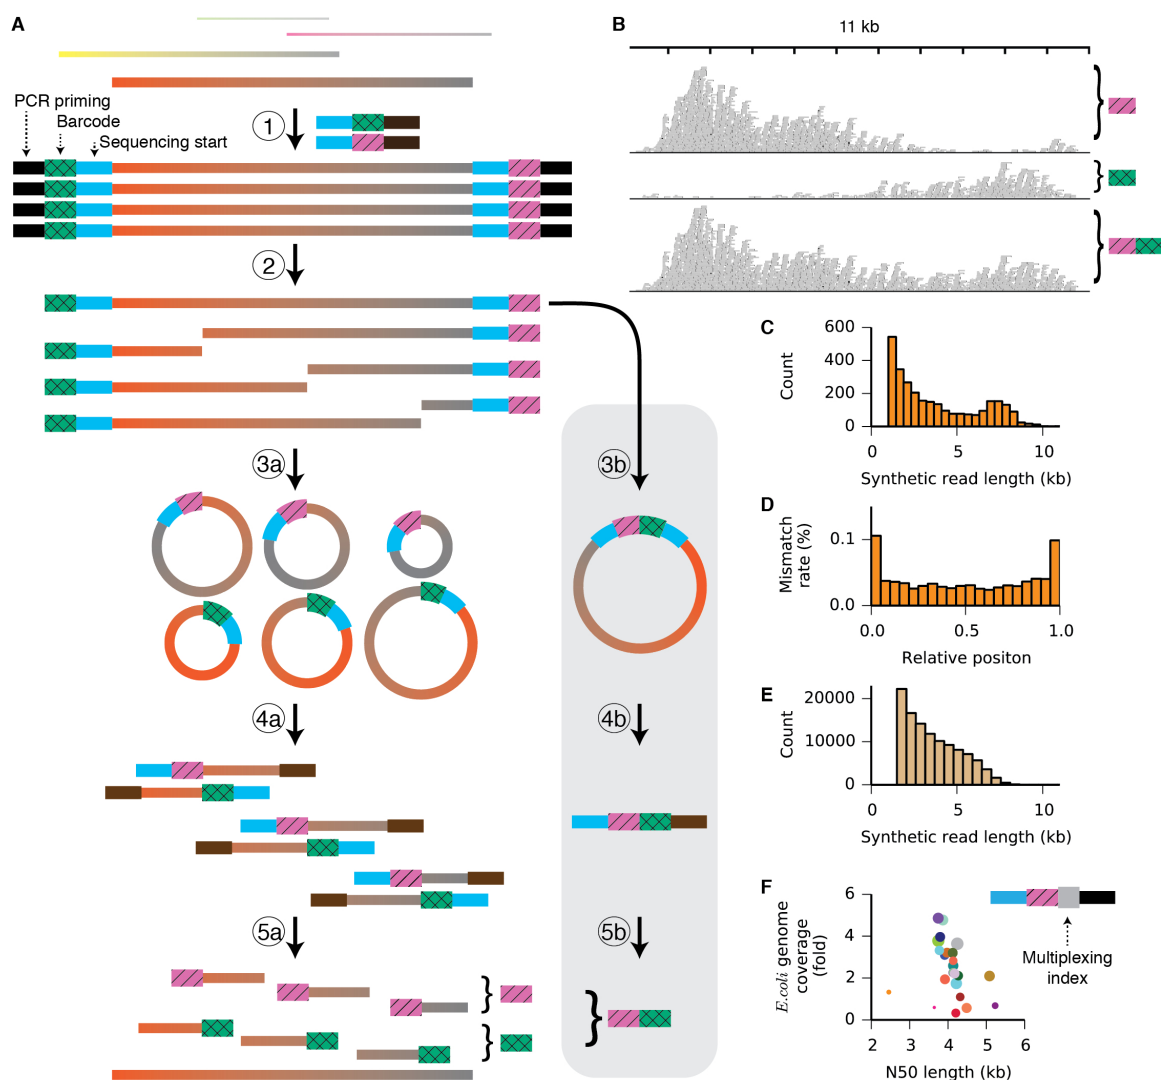 A
PCR priming
Barcode
Sequencing start
1
2
3a
3b
4a
4b
5a
5b
B
11 kb
C
600
400
200
0
Count
0
5
10
Synthetic read length (kb)
D
0.1
0.0
Mismatch
rate (%)
0.0
0.5
1.0
Relative positon
E
20000
10000
0
Count
0
5
10
Synthetic read length (kb)
F
6
4
2
0
E.coli genome
coverage
(fold)
2
3
4
5
6
N50 length (kb)
Multiplexing
index